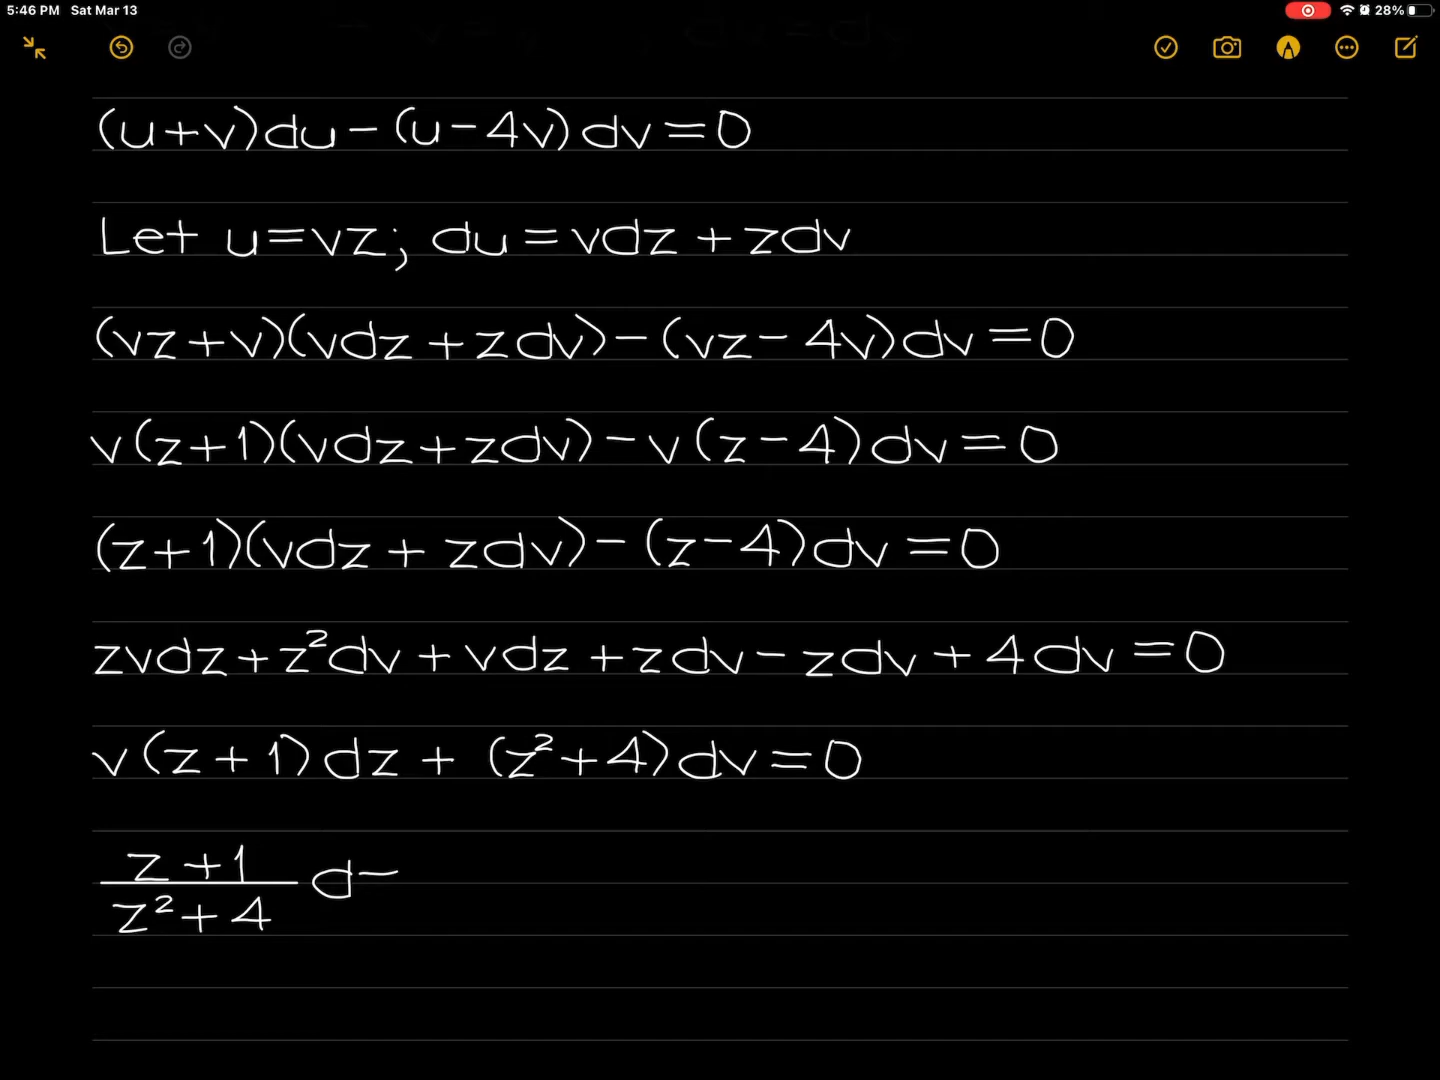 5:46 PM Sat Mar 13 28%
(u+v)du-(u-4v)dv=0
Let u=vz; du=vdz+zdv
(vz+v)(vdz+zdv)-(vz-4v)dv=0
v(z+1)(vdz+zdv)-v(z-4)dv=0
(z+1)(vdz+zdv)-(z-4)dv=0
zvdz+z²dv+vdz+zdv-zdv+4dv=0
v(z+1)dz+(z²+4)dv=0
z+1
z²+4 d